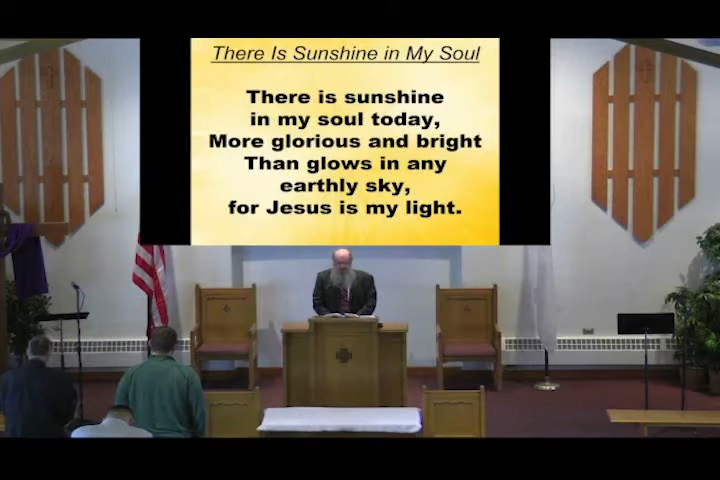 There Is Sunshine in My Soul
There is sunshine
in my soul today,
More glorious and bright
Than glows in any
earthly sky,
for Jesus is my light.